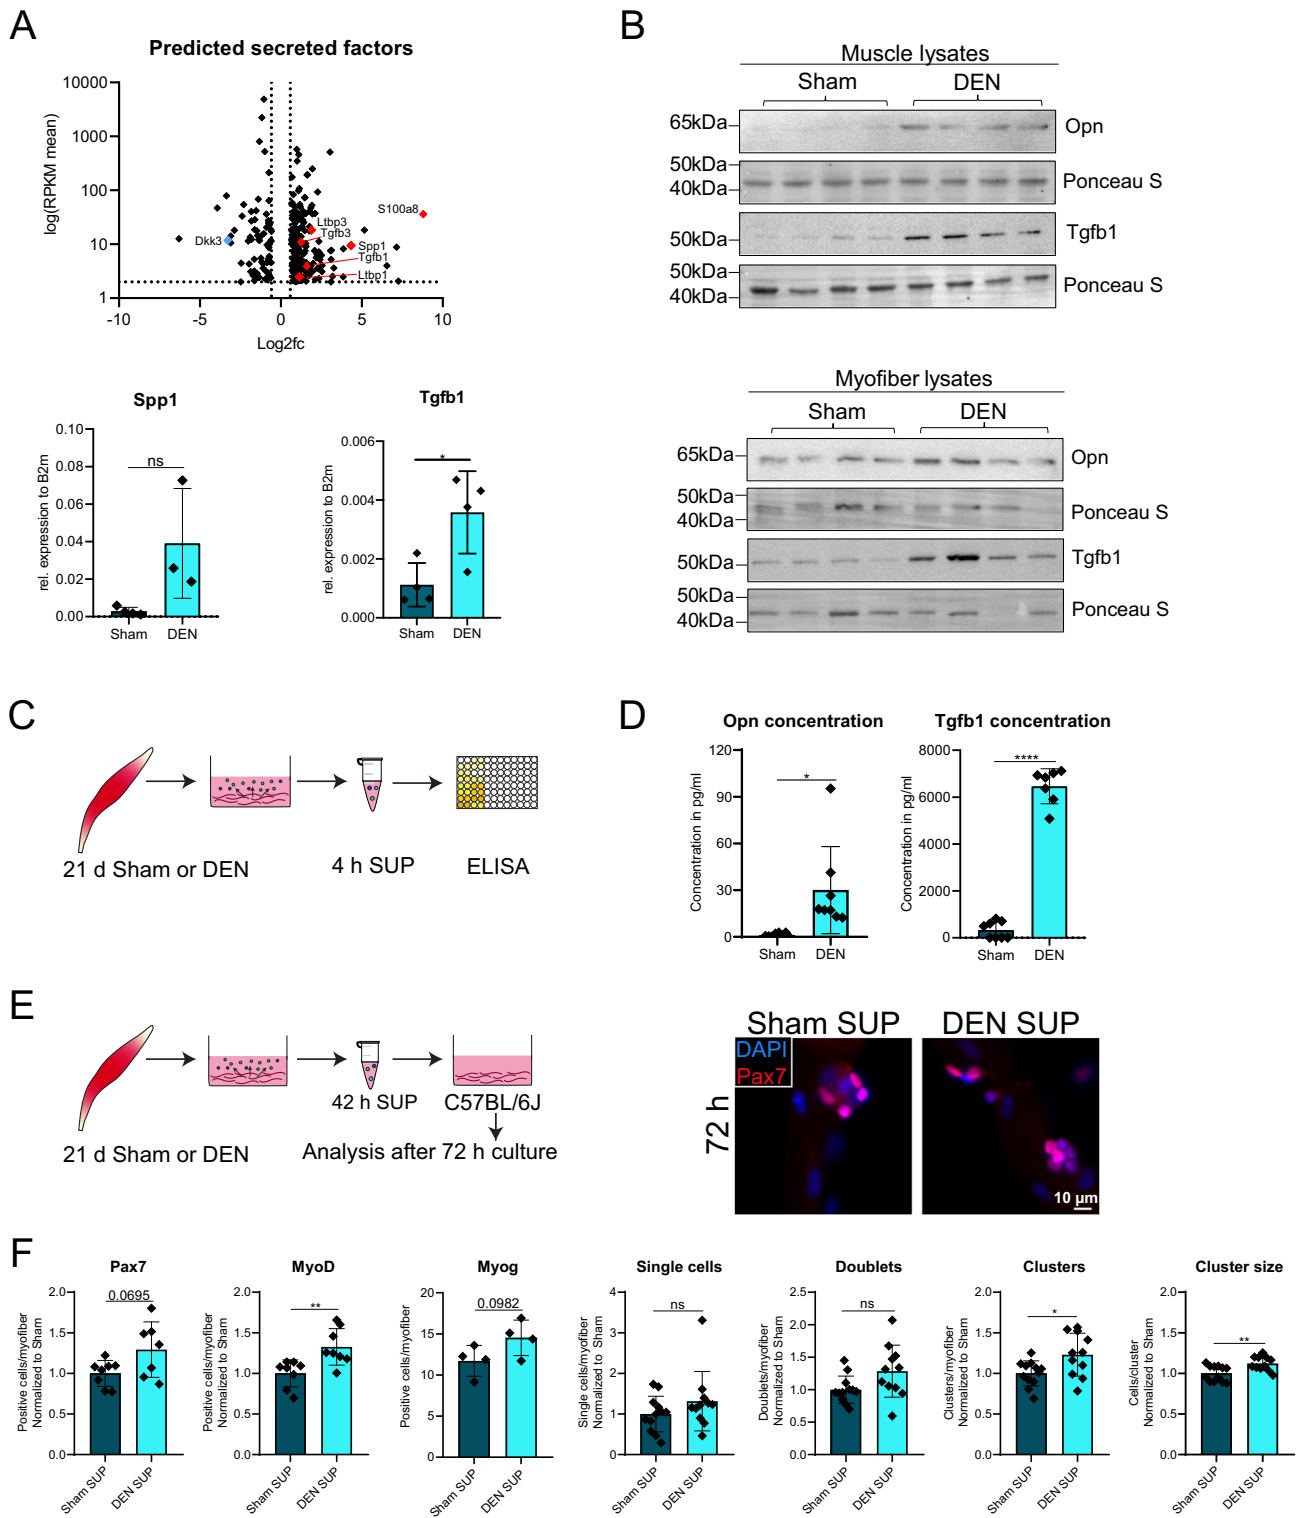 A
Predicted secreted factors
log(RPKM mean)
10000
1000
100
10
1
-10
-5
0
5
10
Log2fc
S100a8
Ltbp3
Tgfb3
Dkk3
Spp1
Tgfb1
Ltbp1
Spp1
rel. expression to B2m
0.10
0.08
0.06
0.04
0.02
0.00
ns
Sham
DEN
Tgfb1
rel. expression to B2m
0.006
0.004
0.002
0.000
*
Sham
DEN
B
Muscle lysates
Sham
DEN
65kDa
Opn
50kDa
40kDa
Ponceau S
50kDa
Tgfb1
50kDa
40kDa
Ponceau S
Myofiber lysates
Sham
DEN
65kDa
Opn
50kDa
40kDa
Ponceau S
50kDa
Tgfb1
50kDa
40kDa
Ponceau S
C
21 d Sham or DEN
4 h SUP
ELISA
D
Opn concentration
Concentration in pg/ml
120
90
60
30
0
*
Sham
DEN
Tgfb1 concentration
Concentration in pg/ml
8000
6000
4000
2000
0
****
Sham
DEN
E
21 d Sham or DEN
42 h SUP
C57BL/6J
Analysis after 72 h culture
Sham SUP
DEN SUP
DAPI
Pax7
72 h
10 µm
F
Pax7
Positive cells/myofiber
Normalized to Sham
2.0
1.5
1.0
0.5
0.0
0.0695
Sham SUP
DEN SUP
MyoD
Positive cells/myofiber
Normalized to Sham
2.0
1.5
1.0
0.5
0.0
**
Sham SUP
DEN SUP
Myog
Positive cells/myofiber
20
15
10
5
0
0.0982
Sham SUP
DEN SUP
Single cells
Single cells/myofiber
Normalized to Sham
4
3
2
1
0
ns
Sham SUP
DEN SUP
Doublets
Doublets/myofiber
Normalized to Sham
2.5
2.0
1.5
1.0
0.5
0.0
ns
Sham SUP
DEN SUP
Clusters
Clusters/myofiber
Normalized to Sham
2.0
1.5
1.0
0.5
0.0
*
Sham SUP
DEN SUP
Cluster size
Cells/cluster
Normalized to Sham
2.0
1.5
1.0
0.5
0.0
**
Sham SUP
DEN SUP